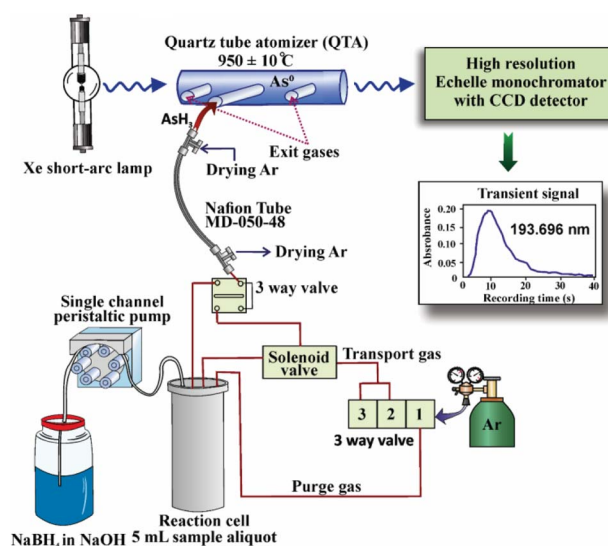 Quartz tube atomizer (QTA)
950 ± 10°C
As⁰
AsH₃
Exit gases
Xe short-arc lamp
High resolution
Echelle monochromator
with CCD detector
Drying Ar
Nafion Tube
MD-050-48
Drying Ar
Transient signal
193.696 nm
Absrobance
0.20
0.15
0.10
0.05
0.00
0 10 20 30 40
Recording time (s)
3 way valve
Single channel
peristaltic pump
Solenoid
valve
Transport gas
3 2 1
3 way valve
Ar
Purge gas
Reaction cell
5 mL sample aliquot
NaBH₄ in NaOH